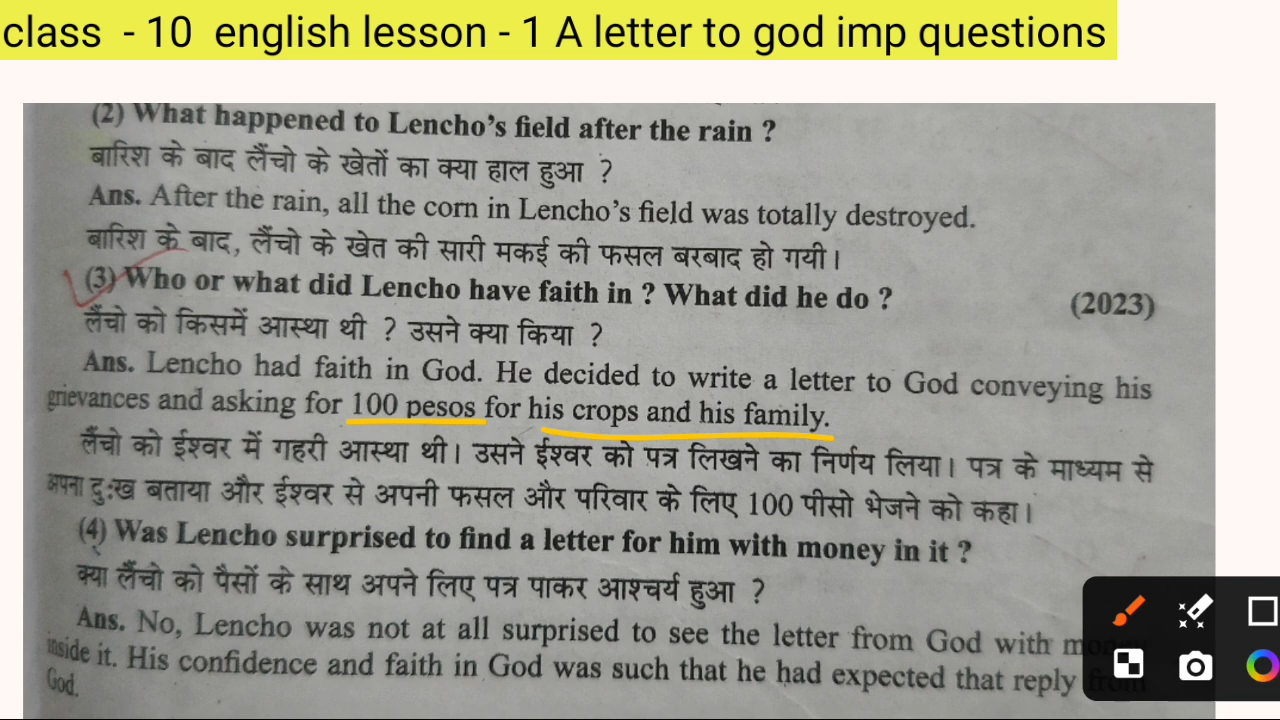 class - 10 english lesson - 1 A letter to god imp questions
(2) What happened to Lencho's field after the rain ?
बारिश के बाद लैंचो के खेतों का क्या हाल हुआ ?
Ans. After the rain, all the corn in Lencho's field was totally destroyed.
बारिश के बाद, लैंचो के खेत की सारी मकई की फसल बरबाद हो गयी।
(3) Who or what did Lencho have faith in ? What did he do ? (2023)
लैंचो को किसमें आस्था थी ? उसने क्या किया ?
Ans. Lencho had faith in God. He decided to write a letter to God conveying his
grievances and asking for 100 pesos for his crops and his family.
लैंचो को ईश्वर में गहरी आस्था थी। उसने ईश्वर को पत्र लिखने का निर्णय लिया। पत्र के माध्यम से
अपना दुःख बताया और ईश्वर से अपनी फसल और परिवार के लिए 100 पीसो भेजने को कहा।
(4) Was Lencho surprised to find a letter for him with money in it ?
क्या लैंचो को पैसों के साथ अपने लिए पत्र पाकर आश्चर्य हुआ ?
Ans. No, Lencho was not at all surprised to see the letter from God with money
inside it. His confidence and faith in God was such that he had expected that reply from
God.